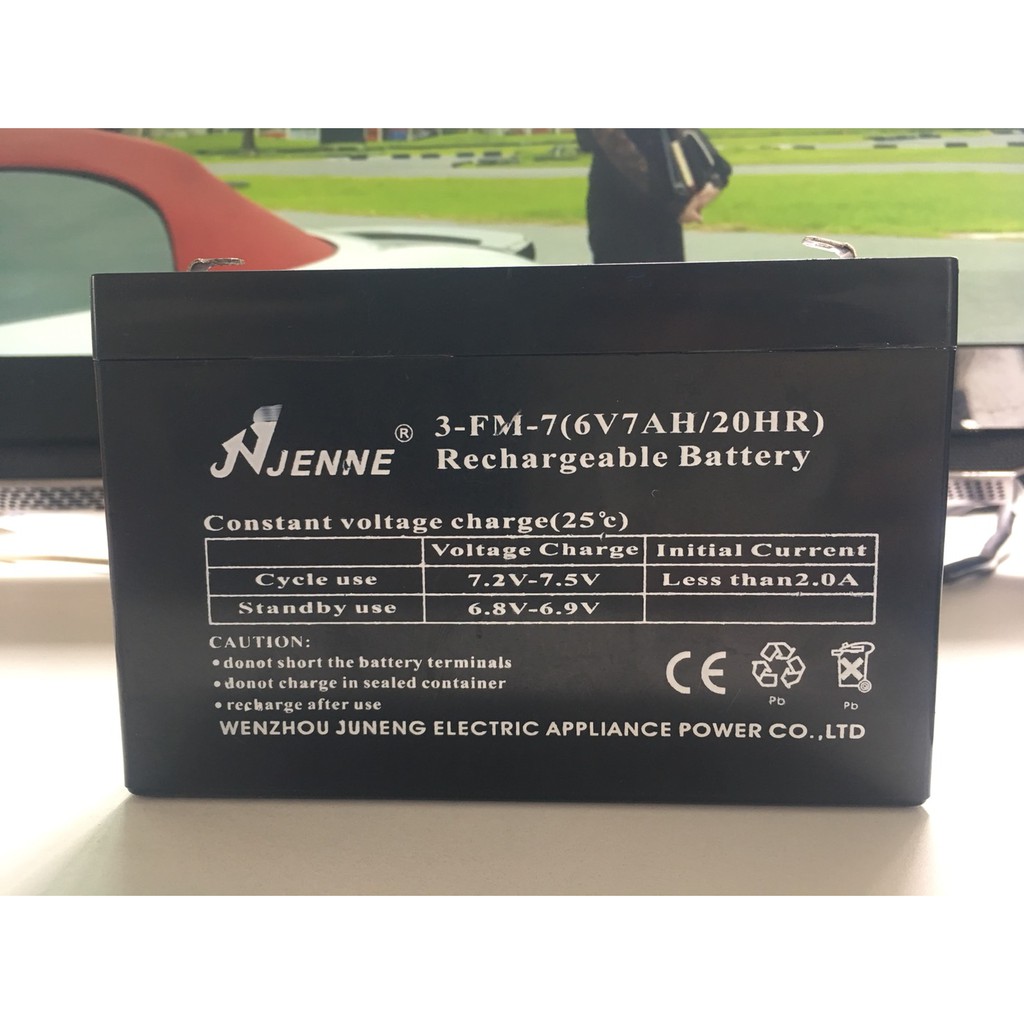 JENNE ®
3-FM-7(6V7AH/20HR)
Rechargeable Battery
Constant voltage charge(25℃)
Voltage Charge Initial Current
Cycle use 7.2V-7.5V Less than2.0A
Standby use 6.8V-6.9V
CAUTION:
•donot short the battery terminals
•donot charge in sealed container
•recharge after use
CE
Pb
Pb
WENZHOU JUNENG ELECTRIC APPLIANCE POWER CO.,LTD